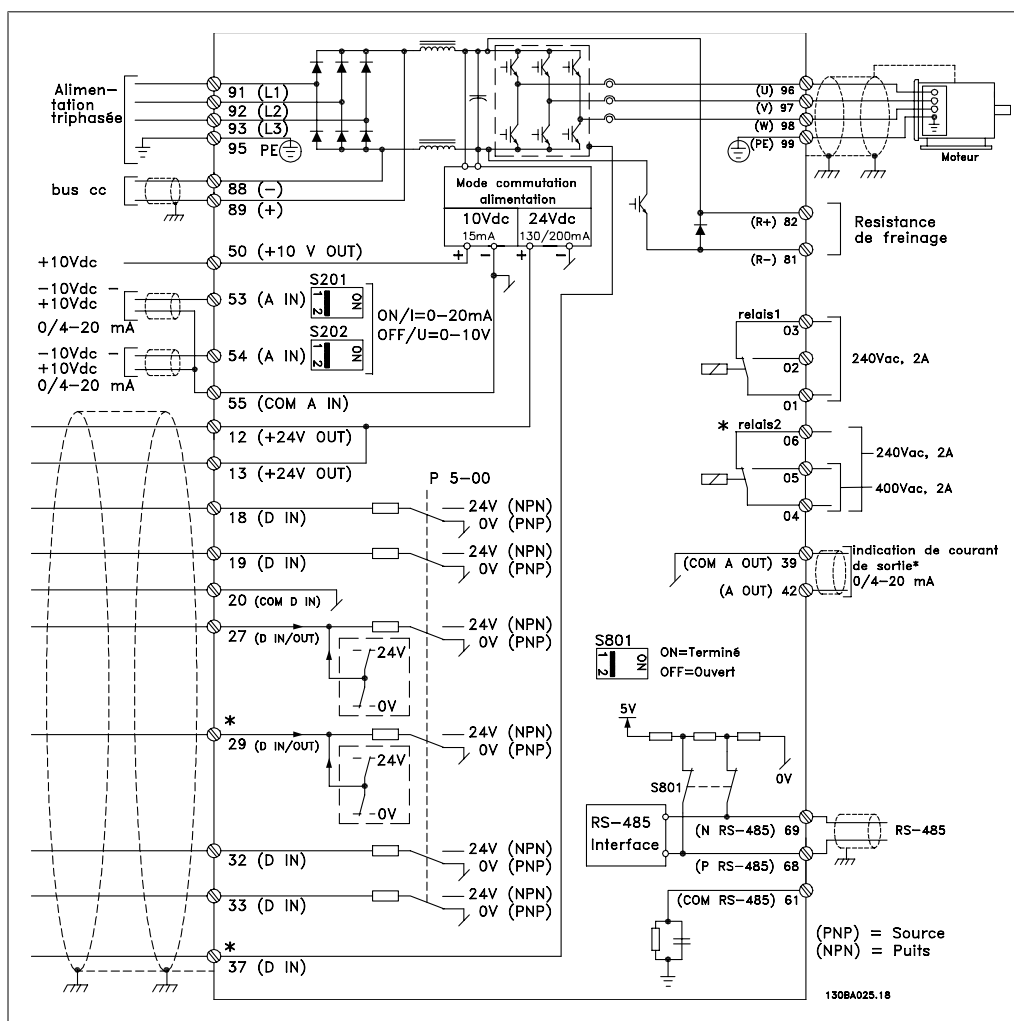 Alimen-
tation
triphasée
91 (L1)
92 (L2)
93 (L3)
95 PE
bus cc
88 (-)
89 (+)
(U) 96
(V) 97
(W) 98
(PE) 99
Moteur
Mode commutation
alimentation
10Vdc
15mA
24Vdc
130/200mA
+ - + -
(R+) 82
(R-) 81
Resistance
de freinage
+10Vdc
50 (+10 V OUT)
-10Vdc -
+10Vdc
0/4-20 mA
53 (A IN)
S201
1 2
ON
ON/I=0-20mA
OFF/U=0-10V
-10Vdc -
+10Vdc
0/4-20 mA
54 (A IN)
S202
1 2
ON
55 (COM A IN)
12 (+24V OUT)
13 (+24V OUT)
relais1
03
02
01
240Vac, 2A
* relais2
06
05
04
240Vac, 2A
400Vac, 2A
P 5-00
18 (D IN)
24V (NPN)
0V (PNP)
19 (D IN)
24V (NPN)
0V (PNP)
20 (COM D IN)
27 (D IN/OUT)
24V (NPN)
0V (PNP)
24V
0V
*
29 (D IN/OUT)
24V (NPN)
0V (PNP)
24V
0V
32 (D IN)
24V (NPN)
0V (PNP)
33 (D IN)
24V (NPN)
0V (PNP)
*
37 (D IN)
(COM A OUT) 39
(A OUT) 42
indication de courant
de sortie*
0/4-20 mA
S801
1 2
ON
ON=Terminé
OFF=Ouvert
5V
0V
S801
RS-485
Interface
(N RS-485) 69
(P RS-485) 68
RS-485
(COM RS-485) 61
(PNP) = Source
(NPN) = Puits
130BA025.18